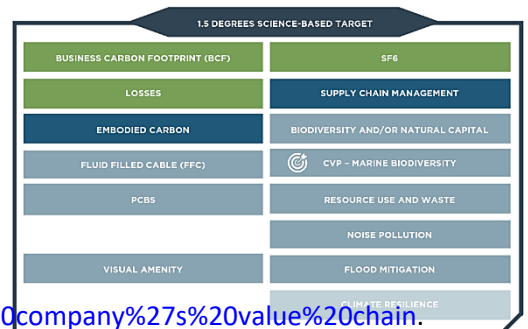 1.5 DEGREES SCIENCE-BASED TARGET
BUSINESS CARBON FOOTPRINT (BCF)
SF6
LOSSES
SUPPLY CHAIN MANAGEMENT
EMBODIED CARBON
BIODIVERSITY AND/OR NATURAL CAPITAL
FLUID FILLED CABLE (FFC)
CVP – MARINE BIODIVERSITY
PCBS
RESOURCE USE AND WASTE
NOISE POLLUTION
VISUAL AMENITY
FLOOD MITIGATION
CLIMATE RESILIENCE
0company%27s%20value%20chain.